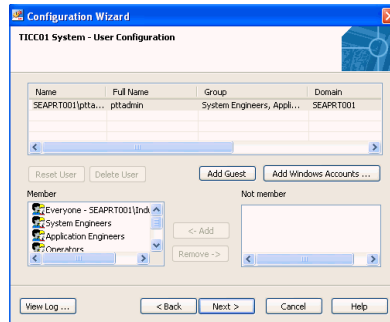 Configuration Wizard
TICC01 System - User Configuration
Name Full Name Group Domain
SEAPRT001\ptta... pttadmin System Engineers, Appli... SEAPRT001
Reset User Delete User Add Guest Add Windows Accounts ...
Member Not member
Everyone - SEAPRT001\Indu
System Engineers
Application Engineers
Operators
<- Add
Remove ->
View Log ... < Back Next > Cancel Help